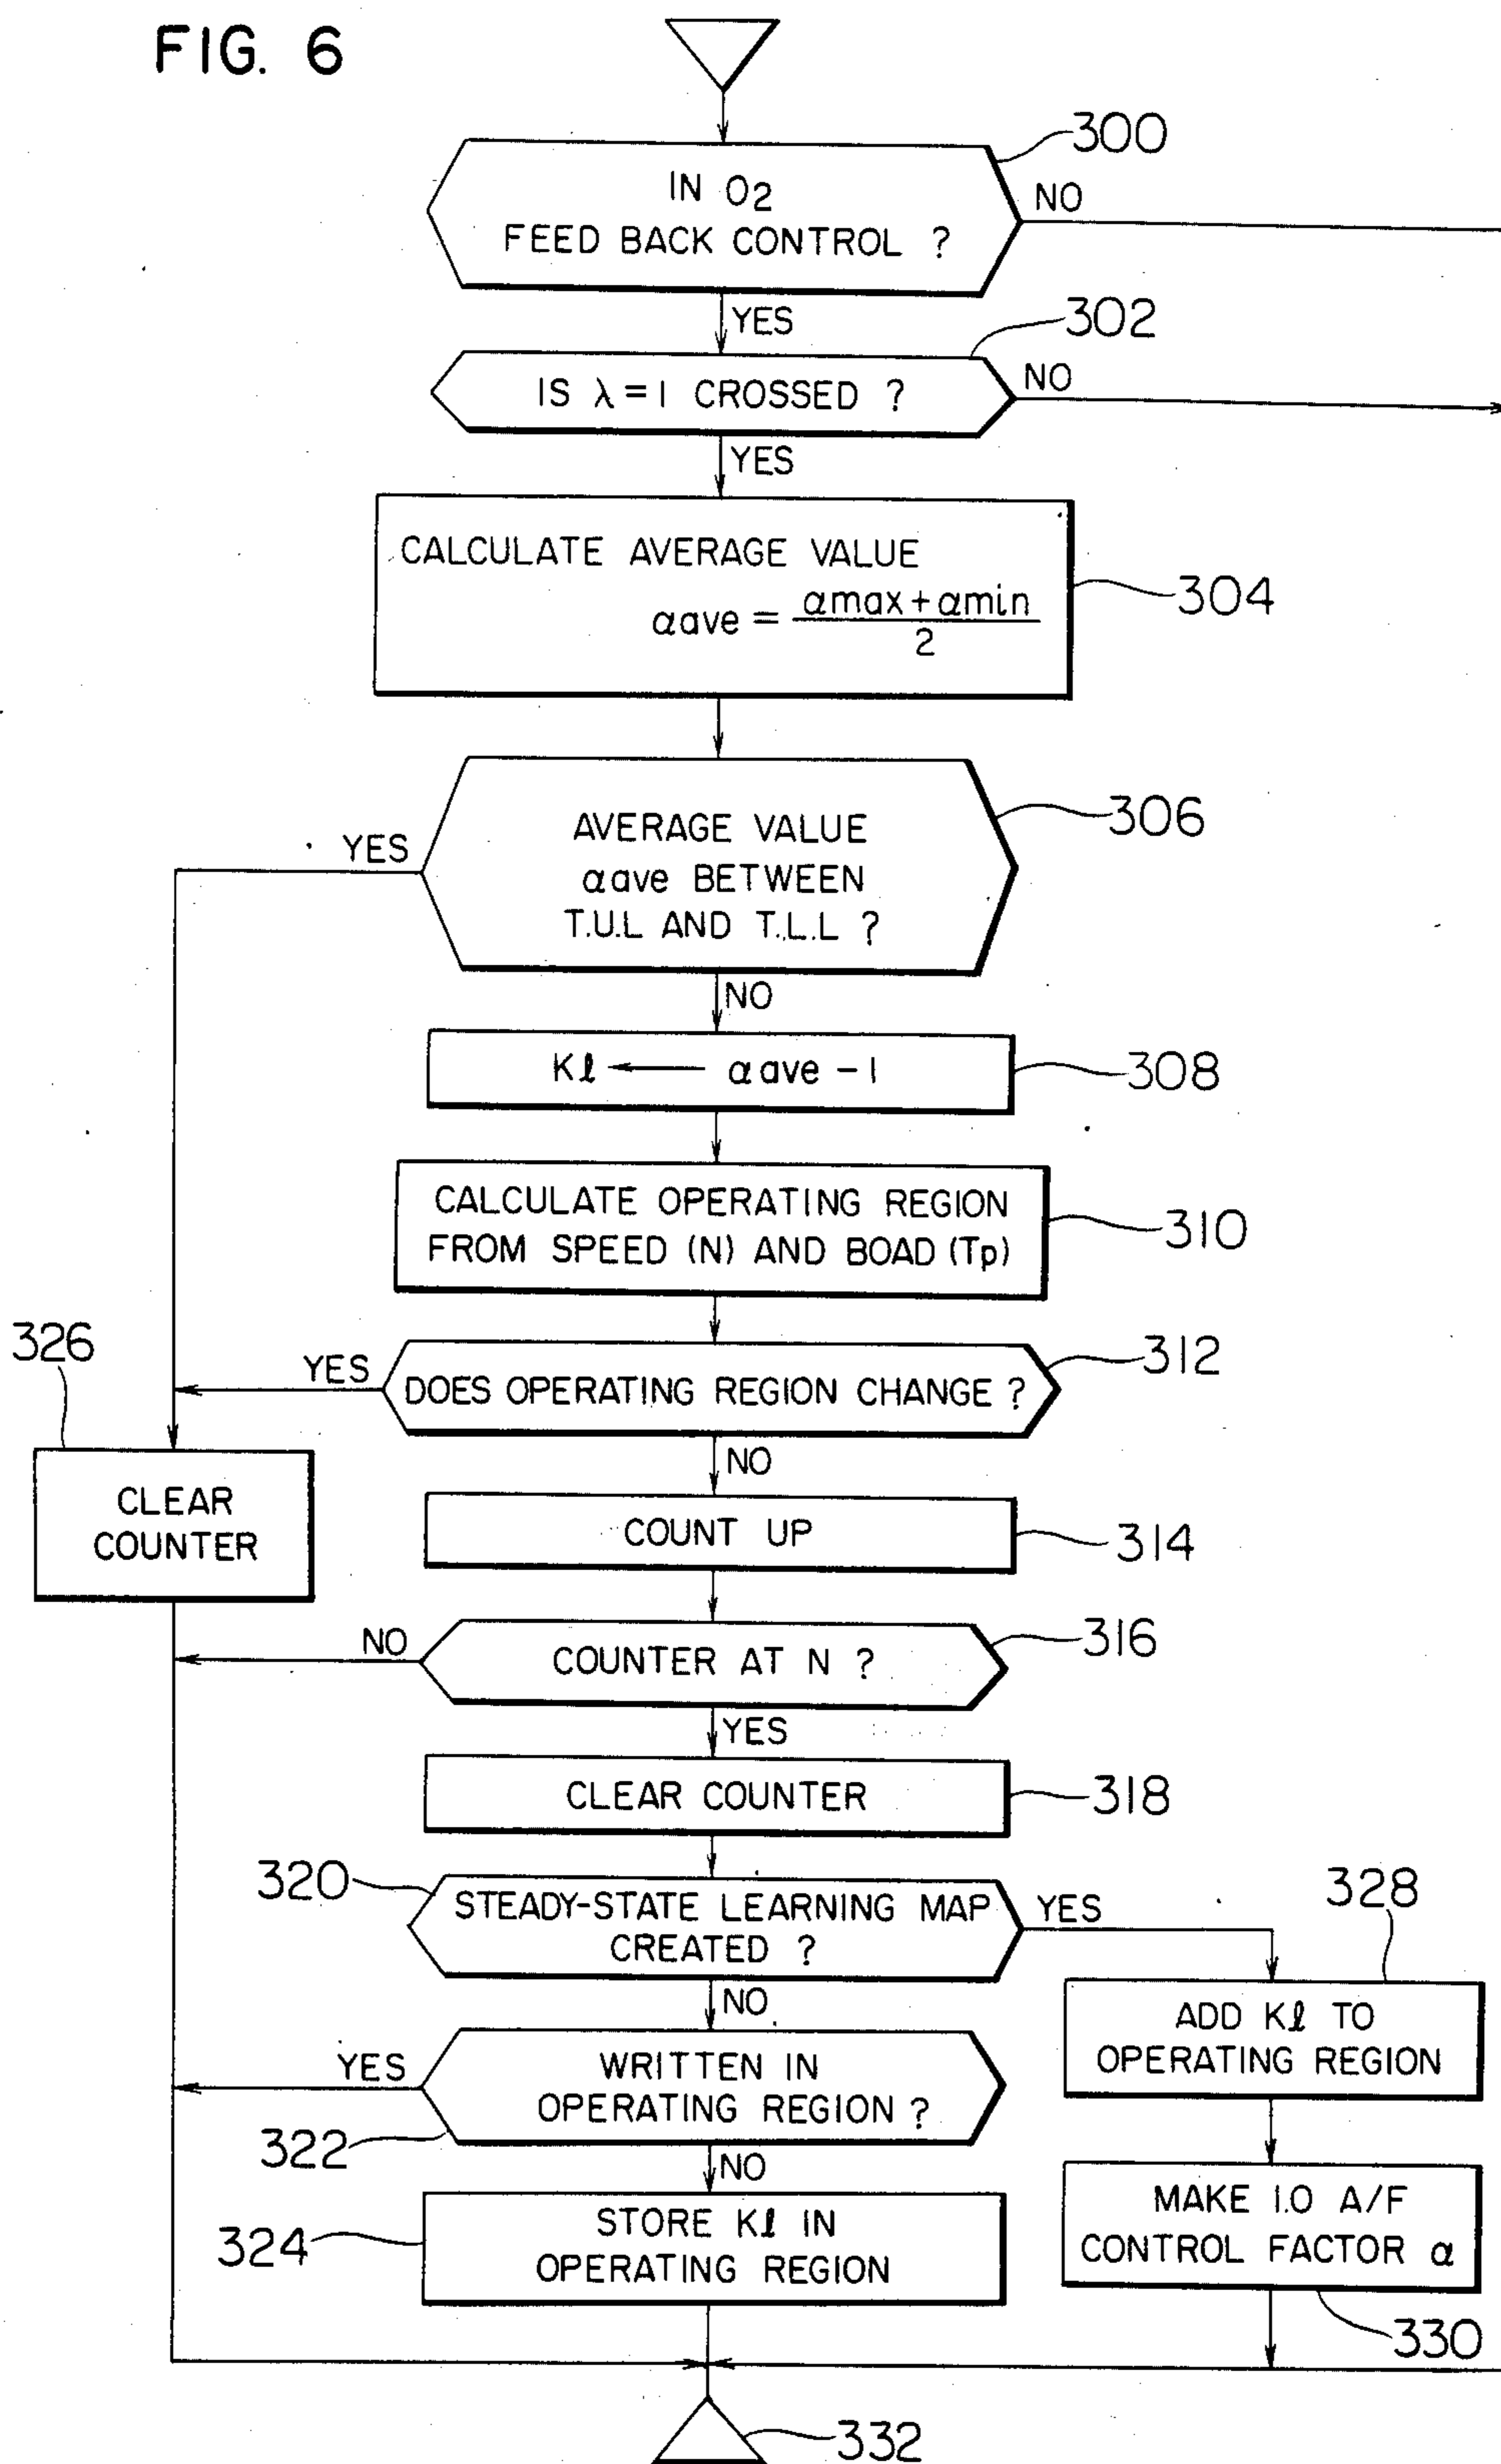 FIG. 6
300
IN O2
FEED BACK CONTROL ?
NO
YES
302
IS λ=1 CROSSED ?
NO
YES
CALCULATE AVERAGE VALUE
αave = αmax+αmin / 2
304
306
AVERAGE VALUE
αave BETWEEN
T.U.L AND T.L.L ?
YES
NO
Kℓ ← αave -1
308
CALCULATE OPERATING REGION
FROM SPEED (N) AND BOAD (Tp)
310
326
YES
DOES OPERATING REGION CHANGE ?
312
NO
CLEAR
COUNTER
COUNT UP
314
NO
COUNTER AT N ?
316
YES
CLEAR COUNTER
318
320
STEADY-STATE LEARNING MAP
CREATED ?
YES
328
NO
ADD Kℓ TO
OPERATING REGION
YES
WRITTEN IN
OPERATING REGION ?
322
NO
STORE Kℓ IN
OPERATING REGION
324
MAKE 1.0 A/F
CONTROL FACTOR α
330
332